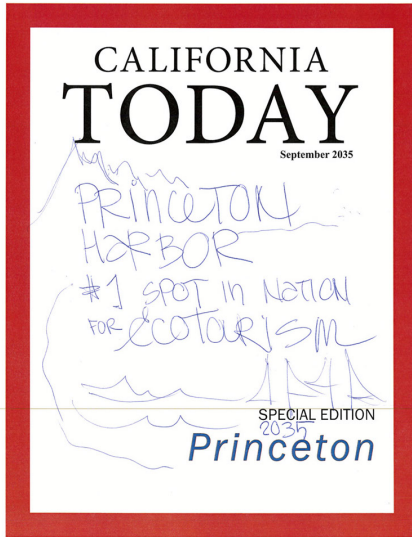 CALIFORNIA
TODAY
September 2035
PRINCETON
HARBOR
#1 SPOT in NATION
FOR ECOTOURISM
SPECIAL EDITION
2035
Princeton